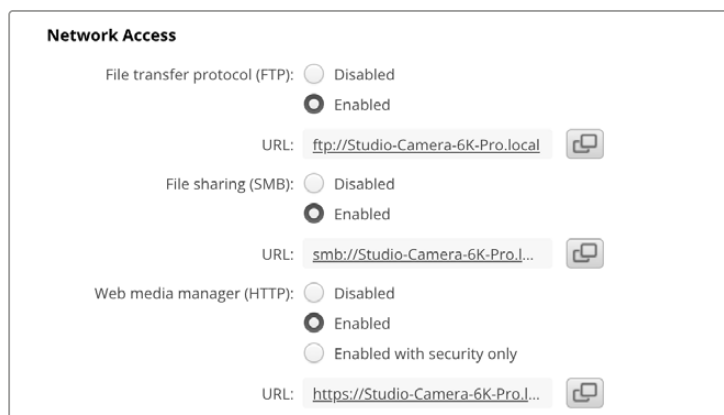 Network Access
File transfer protocol (FTP): Disabled
Enabled
URL: ftp://Studio-Camera-6K-Pro.local
File sharing (SMB): Disabled
Enabled
URL: smb://Studio-Camera-6K-Pro.l...
Web media manager (HTTP): Disabled
Enabled
Enabled with security only
URL: https://Studio-Camera-6K-Pro.l...